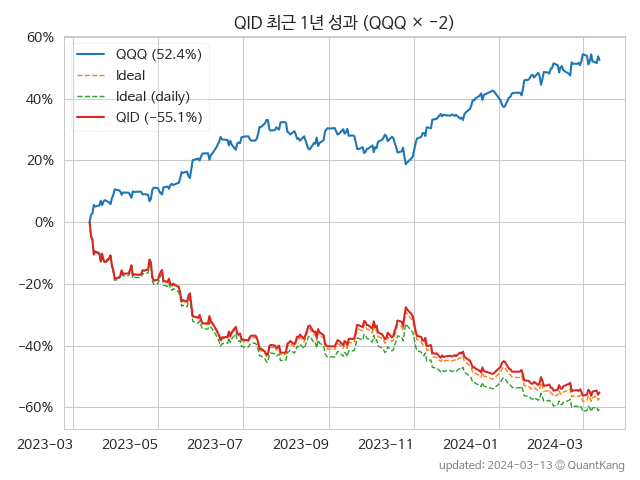 QID 최근 1년 성과 (QQQ × −2)
60%
40%
20%
0%
−20%
−40%
−60%
QQQ (52.4%)
Ideal
Ideal (daily)
QID (−55.1%)
2023−03
2023−05
2023−07
2023−09
2023−11
2024−01
2024−03
updated: 2024-03-13 ⓒ QuantKang